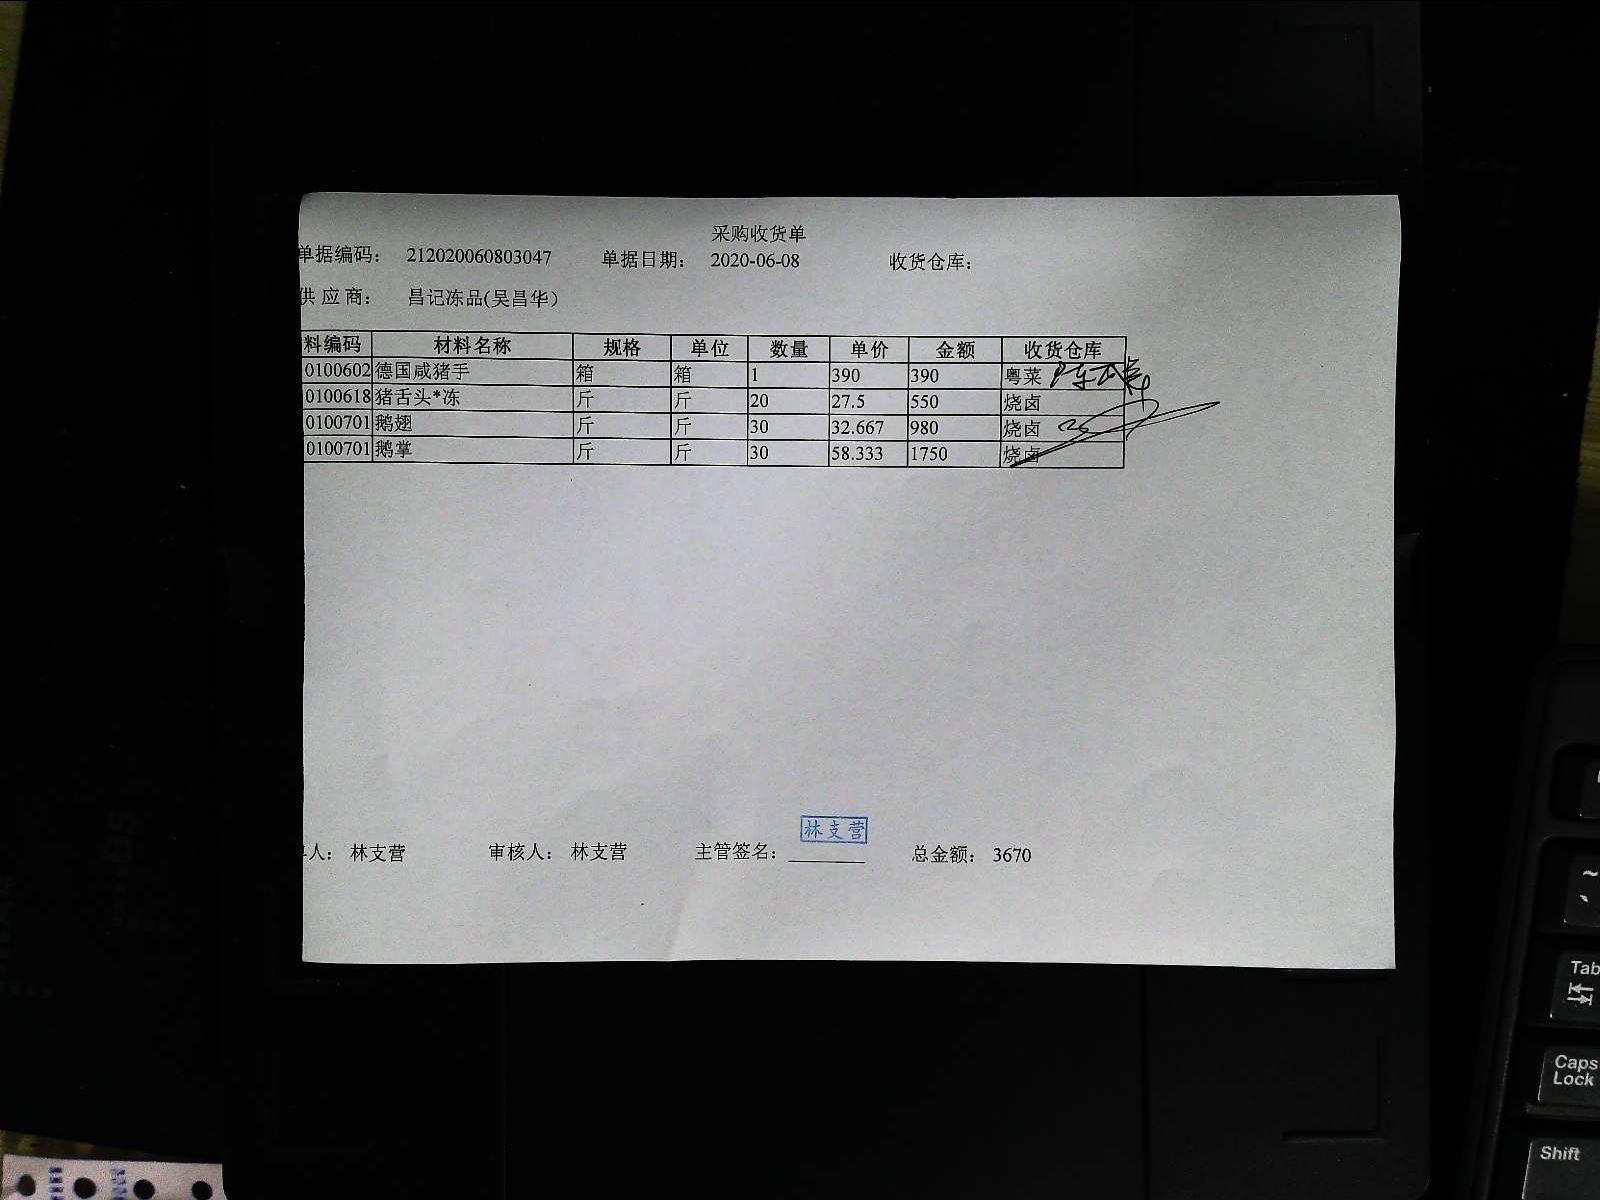 采购收货单
单据编码： 212020060803047 单据日期： 2020-06-08 收货仓库：
供应商： 昌记冻品(吴昌华）
料编码 材料名称 规格 单位 数量 单价 金额 收货仓库
0100602 德国咸猪手 箱 箱 1 390 390 粤菜
0100618 猪舌头*冻 斤 斤 20 27.5 550 烧卤
0100701 鹅翅 斤 斤 30 32.667 980 烧卤
0100701 鹅掌 斤 斤 30 58.333 1750 烧卤
林支营
人： 林支营 审核人： 林支营 主管签名： 总金额： 3670
Tab
Caps
Lock
Shift